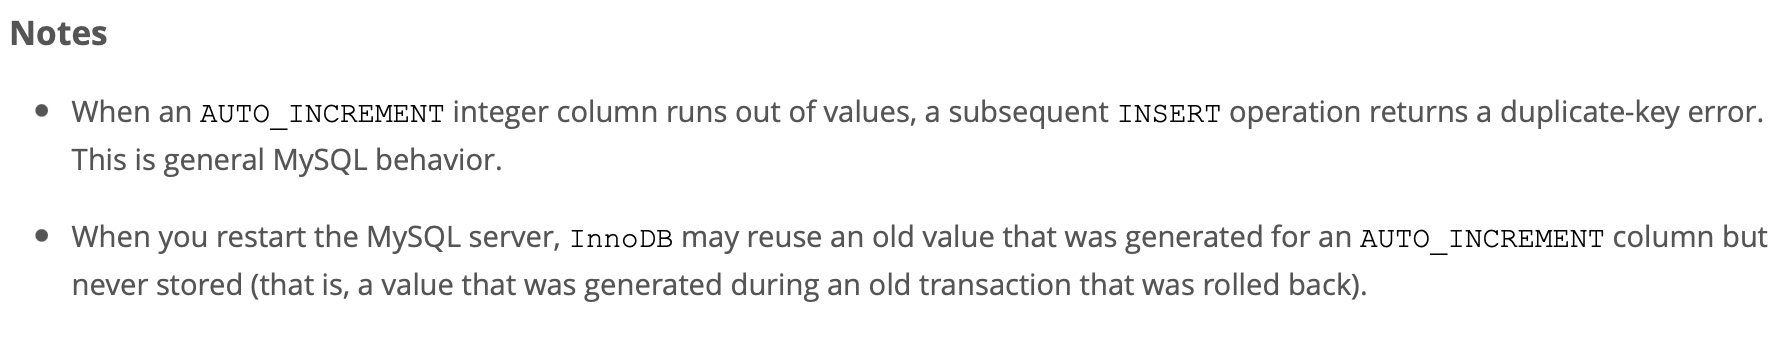 Notes
• When an AUTO_INCREMENT integer column runs out of values, a subsequent INSERT operation returns a duplicate-key error.
This is general MySQL behavior.
• When you restart the MySQL server, InnoDB may reuse an old value that was generated for an AUTO_INCREMENT column but
never stored (that is, a value that was generated during an old transaction that was rolled back).